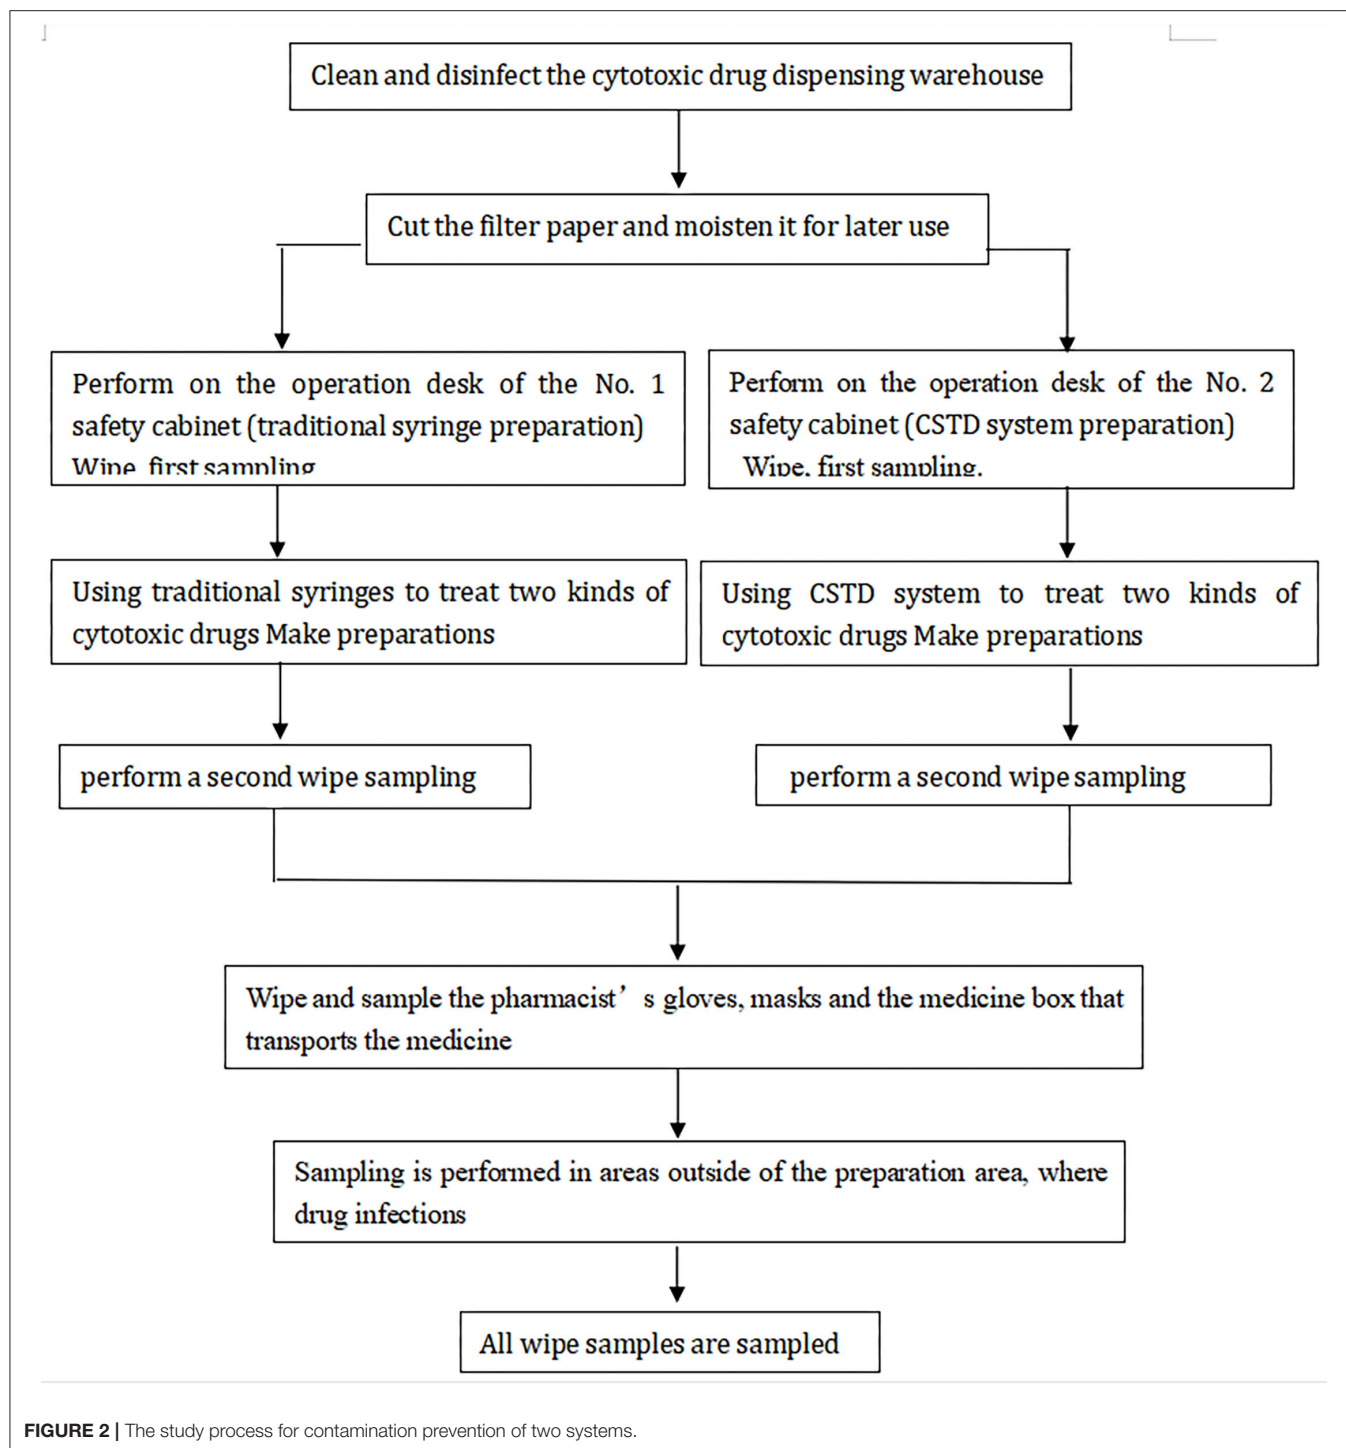 Clean and disinfect the cytotoxic drug dispensing warehouse
Cut the filter paper and moisten it for later use
Perform on the operation desk of the No. 1
safety cabinet (traditional syringe preparation)
Wipe, first sampling
Perform on the operation desk of the No. 2
safety cabinet (CSTD system preparation)
Wipe, first sampling.
Using traditional syringes to treat two kinds of
cytotoxic drugs Make preparations
Using CSTD system to treat two kinds of
cytotoxic drugs Make preparations
perform a second wipe sampling
perform a second wipe sampling
Wipe and sample the pharmacist’ s gloves, masks and the medicine box that
transports the medicine
Sampling is performed in areas outside of the preparation area, where
drug infections
All wipe samples are sampled
FIGURE 2 | The study process for contamination prevention of two systems.